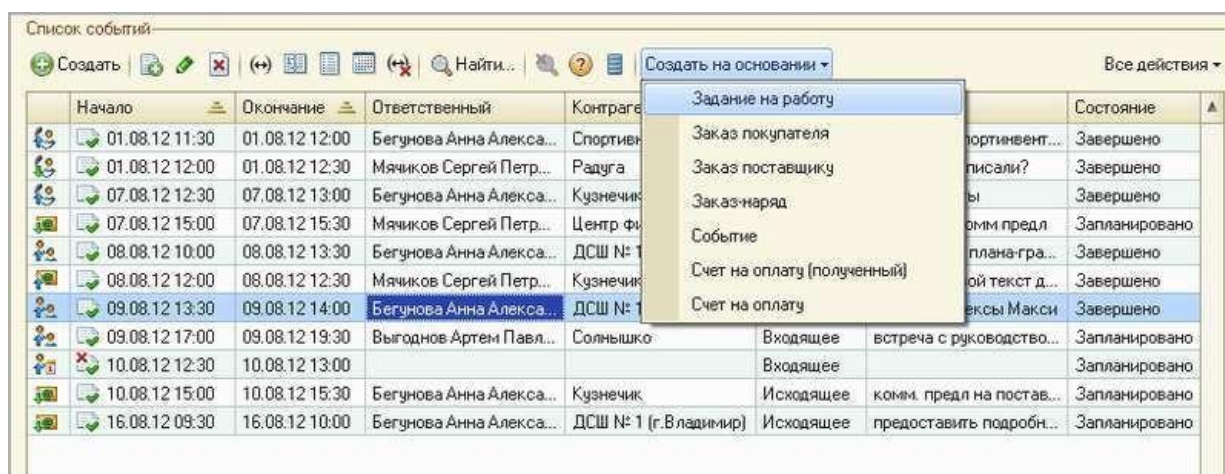 Список событий
Создать Найти... Создать на основании Все действия
Начало Окончание Ответственный Контраге Состояние
Задание на работу
Заказ покупателя
Заказ поставщику
Заказ-наряд
Событие
Счет на оплату (полученный)
Счет на оплату
01.08.12 11:30 01.08.12 12:00 Бегунова Анна Алекса... Спортивн портинвент... Завершено
01.08.12 12:00 01.08.12 12:30 Мячиков Сергей Петр... Радуга писали? Завершено
07.08.12 12:30 07.08.12 13:00 Бегунова Анна Алекса... Кузнечик ы Завершено
07.08.12 15:00 07.08.12 15:30 Мячиков Сергей Петр... Центр фи омм предл Запланировано
08.08.12 10:00 08.08.12 13:30 Бегунова Анна Алекса... ДСШ № 1 плана-гра... Завершено
08.08.12 12:00 08.08.12 12:30 Мячиков Сергей Петр... Кузнечик ой текст д... Завершено
09.08.12 13:30 09.08.12 14:00 Бегунова Анна Алекса... ДСШ № 1 ексы Макси Завершено
09.08.12 17:00 09.08.12 19:30 Выгоднов Артем Павл... Солнышко Входящее встреча с руководство... Запланировано
10.08.12 12:30 10.08.12 13:00 Входящее Запланировано
10.08.12 15:00 10.08.12 15:30 Бегунова Анна Алекса... Кузнечик Исходящее комм. предл на постав... Запланировано
16.08.12 09:30 16.08.12 10:00 Бегунова Анна Алекса... ДСШ № 1 (г.Владимир) Исходящее предоставить подробн... Запланировано